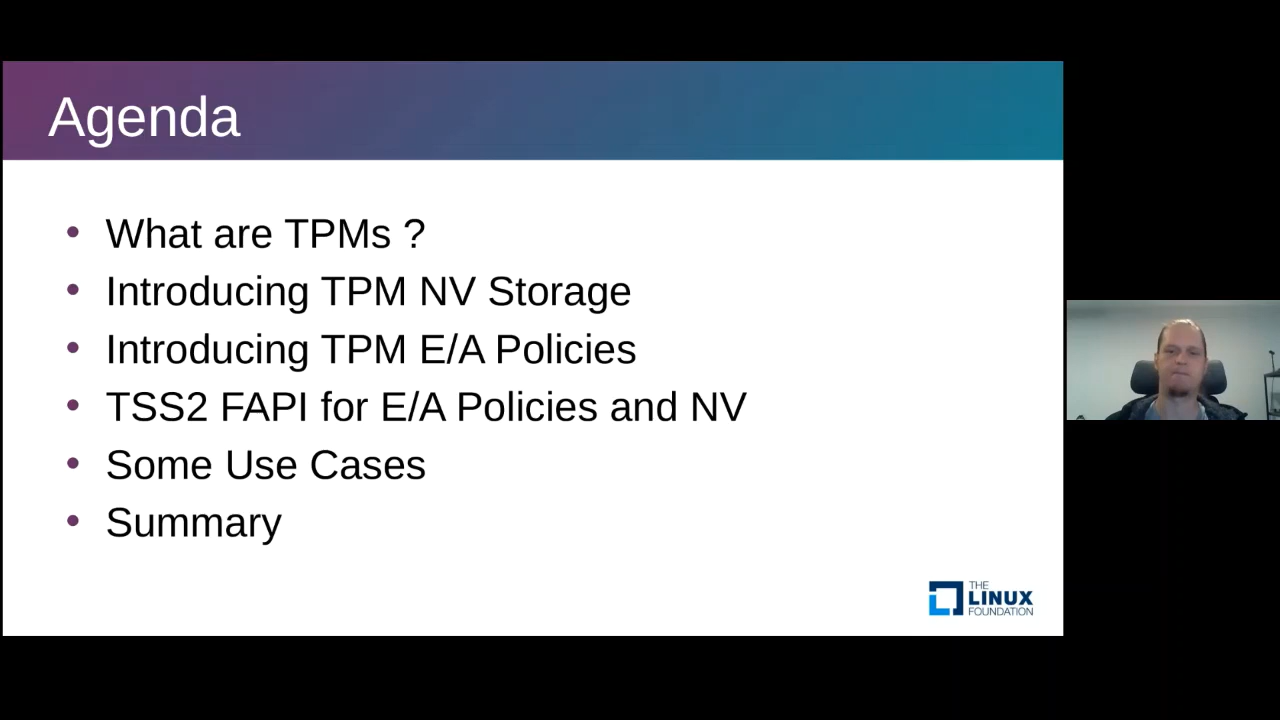 Agenda
What are TPMs ?
Introducing TPM NV Storage
Introducing TPM E/A Policies
TSS2 FAPI for E/A Policies and NV
Some Use Cases
Summary
THE
LINUX
FOUNDATION